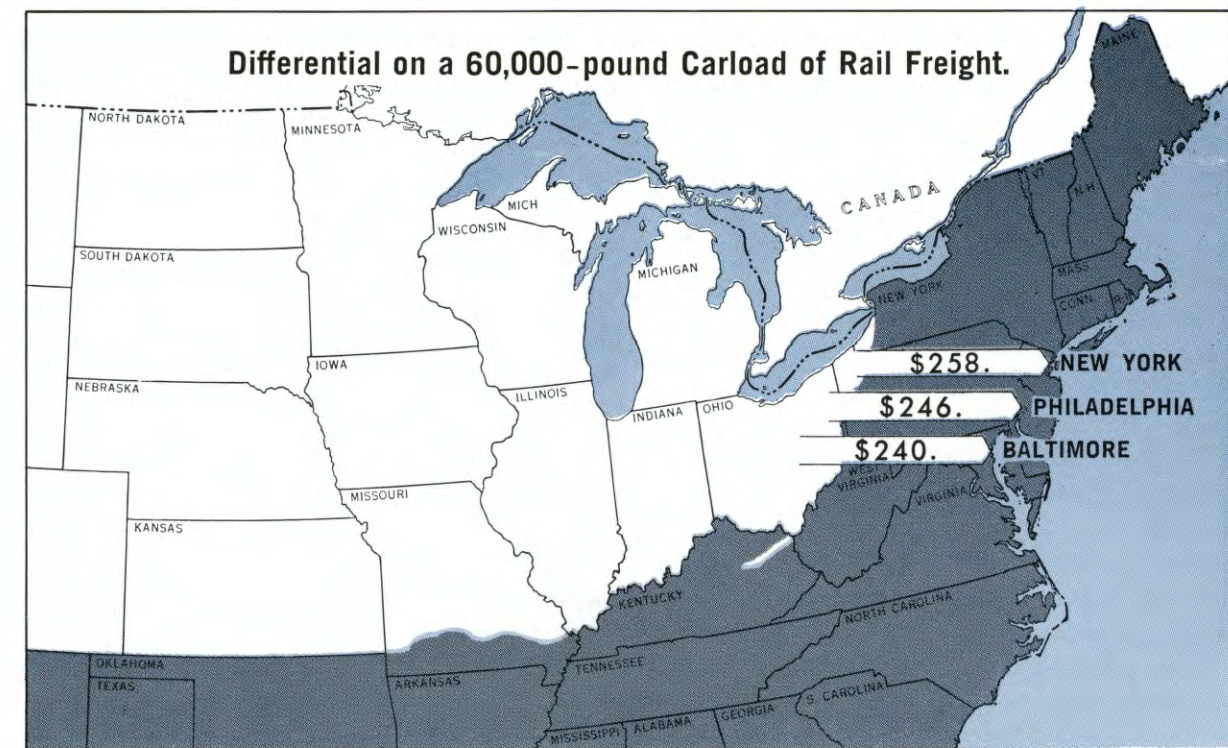 Differential on a 60,000-pound Carload of Rail Freight.
MAINE
NORTH DAKOTA
MINNESOTA
CANADA
VT
N.H.
MICH
WISCONSIN
SOUTH DAKOTA
MICHIGAN
MASS
NEW YORK
CONN.
R.I.
IOWA
$258. NEW YORK
NEBRASKA
ILLINOIS
INDIANA
OHIO
$246. PHILADELPHIA
$240. BALTIMORE
WEST
VIRGINIA
MISSOURI
VIRGINIA
KANSAS
KENTUCKY
NORTH CAROLINA
OKLAHOMA
TENNESSEE
TEXAS
ARKANSAS
S. CAROLINA
GEORGIA
ALABAMA
MISSISSIPPI